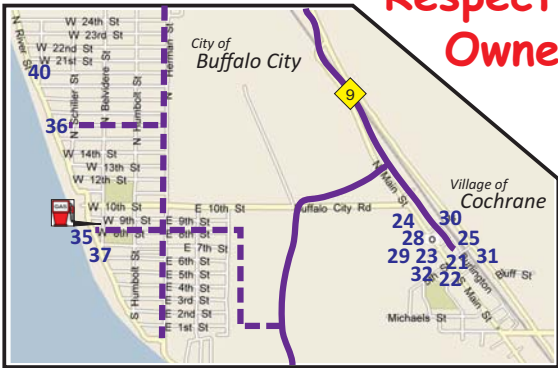 Respect
Owne
W 24th St
W 23rd St
W 22nd St
W 21st St
N River St
40
N Schiller St
N Belvidere St
N Humbolt St
N Herman St
36
W 14th St
W 13th St
W 12th St
W 10th St
W 9th St
W 8th St
GAS
35
37
E 10th St
E 9th St
E 8th St
E 7th St
E 6th St
E 5th St
E 4th St
E 3rd St
E 2nd St
E 1st St
S Humbolt St
City of
Buffalo City
9
Buffalo City Rd
N Main St
Village of
Cochrane
24
30
28
25
29
23
21
31
32
22
Burlington
Buff St
S Main St
Michaels St